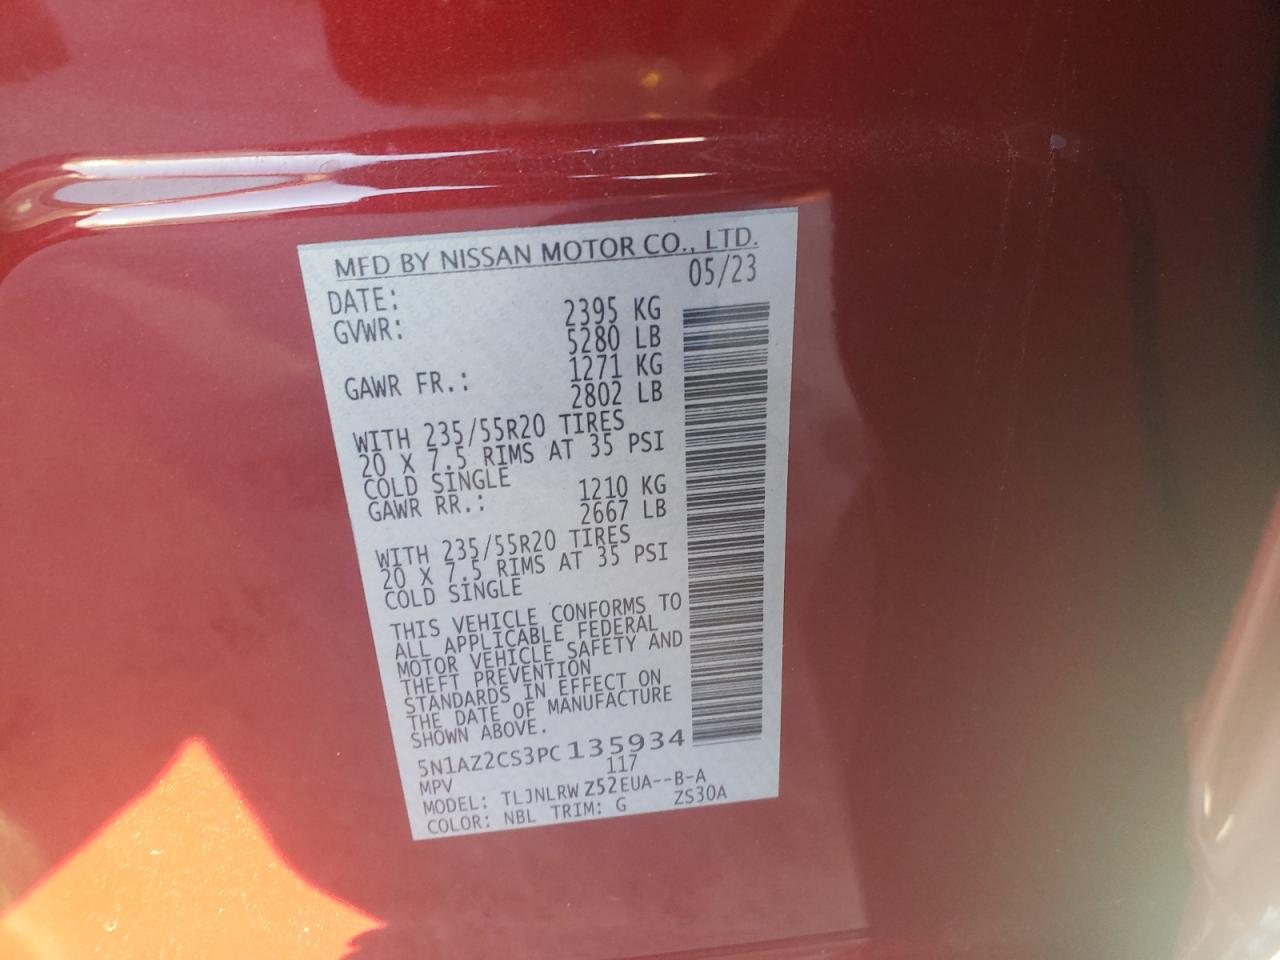 MFD BY NISSAN MOTOR CO., LTD.
DATE: 05/23
GVWR: 2395 KG
5280 LB
GAWR FR.: 1271 KG
2802 LB
WITH 235/55R20 TIRES
20 X 7.5 RIMS AT 35 PSI
COLD SINGLE
GAWR RR.: 1210 KG
2667 LB
WITH 235/55R20 TIRES
20 X 7.5 RIMS AT 35 PSI
COLD SINGLE
THIS VEHICLE CONFORMS TO
ALL APPLICABLE FEDERAL
MOTOR VEHICLE SAFETY AND
THEFT PREVENTION
STANDARDS IN EFFECT ON
THE DATE OF MANUFACTURE
SHOWN ABOVE.
5N1AZ2CS3PC135934
MPV 117
MODEL: TLJNLRWZ52EUA--B-A
COLOR: NBL TRIM: G ZS30A